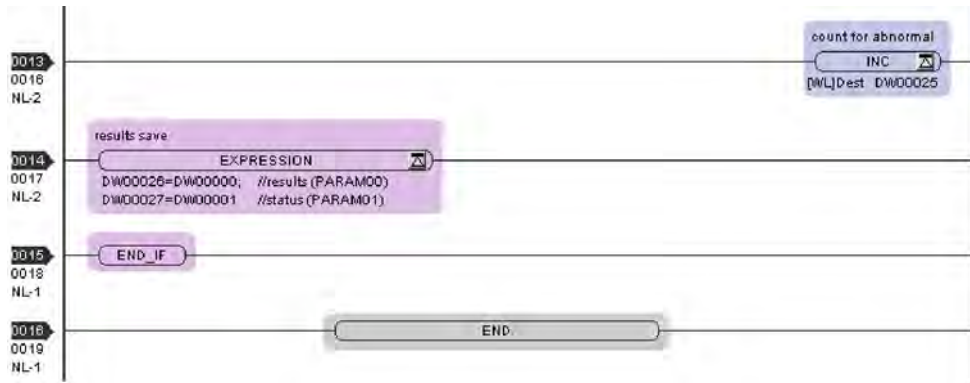 count for abnormal
0013 INC
0016 [WL]Dest DW00025
NL-2
results save
0014 EXPRESSION
0017 DW00026=DW00000; //results (PARAM00)
NL-2 DW00027=DW00001 //status (PARAM01)
0015 END_IF
0018
NL-1
0016 END
0019
NL-1